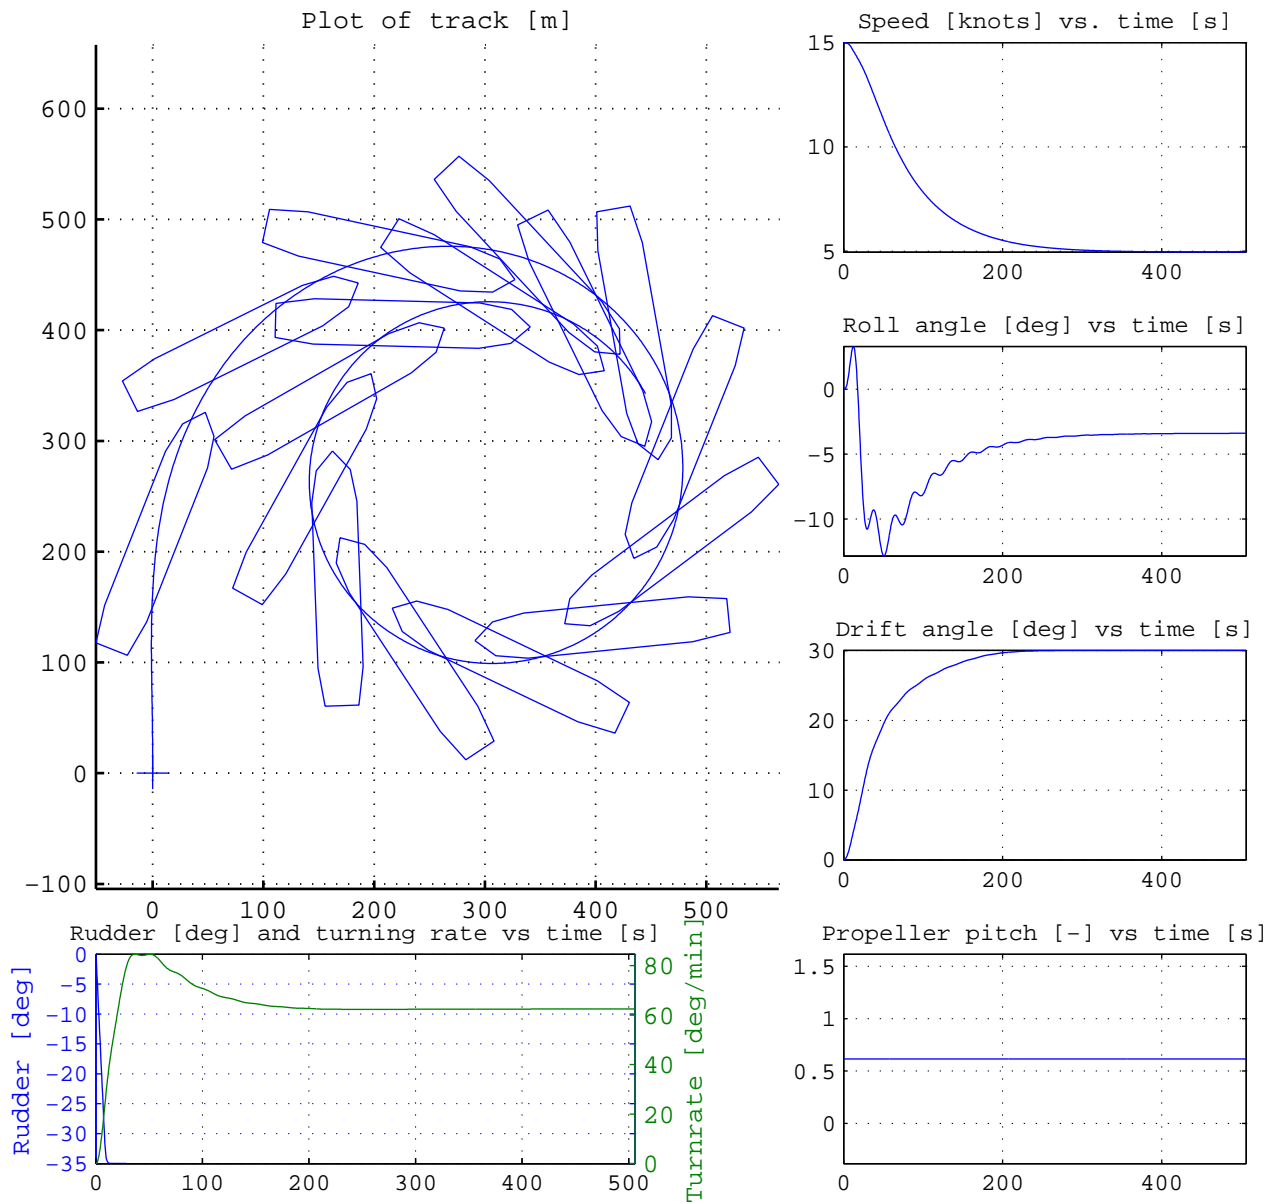 Plot of track [m]
600
500
400
300
200
100
0
−100
0 100 200 300 400 500
Speed [knots] vs. time [s]
15
10
5
0 200 400
Roll angle [deg] vs time [s]
0
−5
−10
0 200 400
Drift angle [deg] vs time [s]
30
20
10
0
0 200 400
Rudder [deg] and turning rate vs time [s]
Rudder [deg]
0
−5
−10
−15
−20
−25
−30
−35
0 100 200 300 400 500
80
60
40
20
0
Turnrate [deg/min]
Propeller pitch [-] vs time [s]
1.5
1
0.5
0
0 200 400